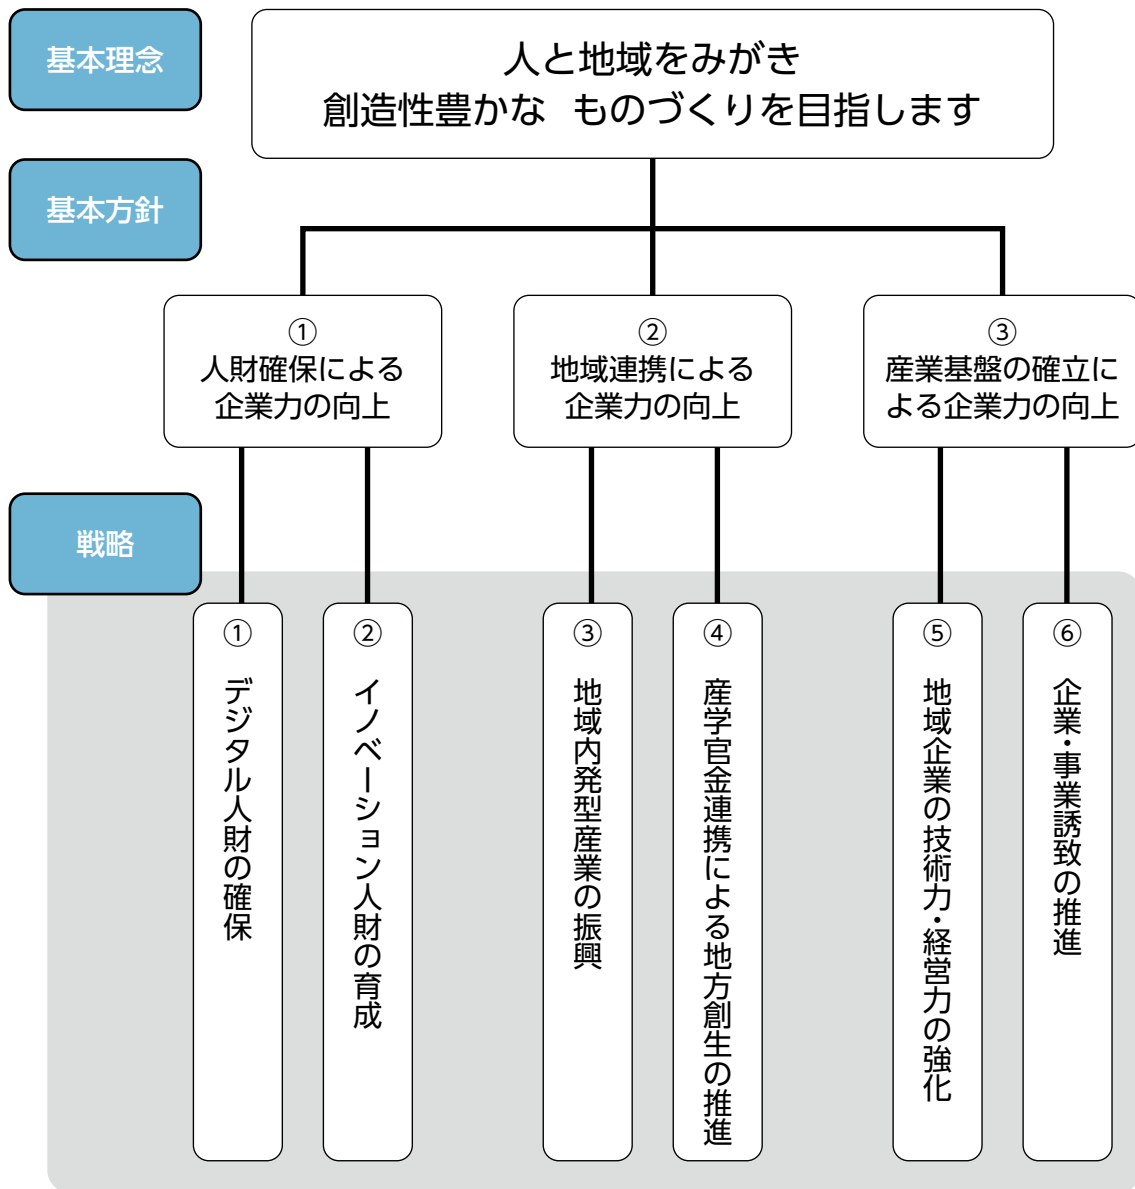 基本理念
人と地域をみがき
創造性豊かな ものづくりを目指します
基本方針
①
人財確保による
企業力の向上
②
地域連携による
企業力の向上
③
産業基盤の確立に
よる企業力の向上
戦略
①
デジタル人財の確保
②
イノベーション人財の育成
③
地域内発型産業の振興
④
産学官金連携による地方創生の推進
⑤
地域企業の技術力・経営力の強化
⑥
企業・事業誘致の推進